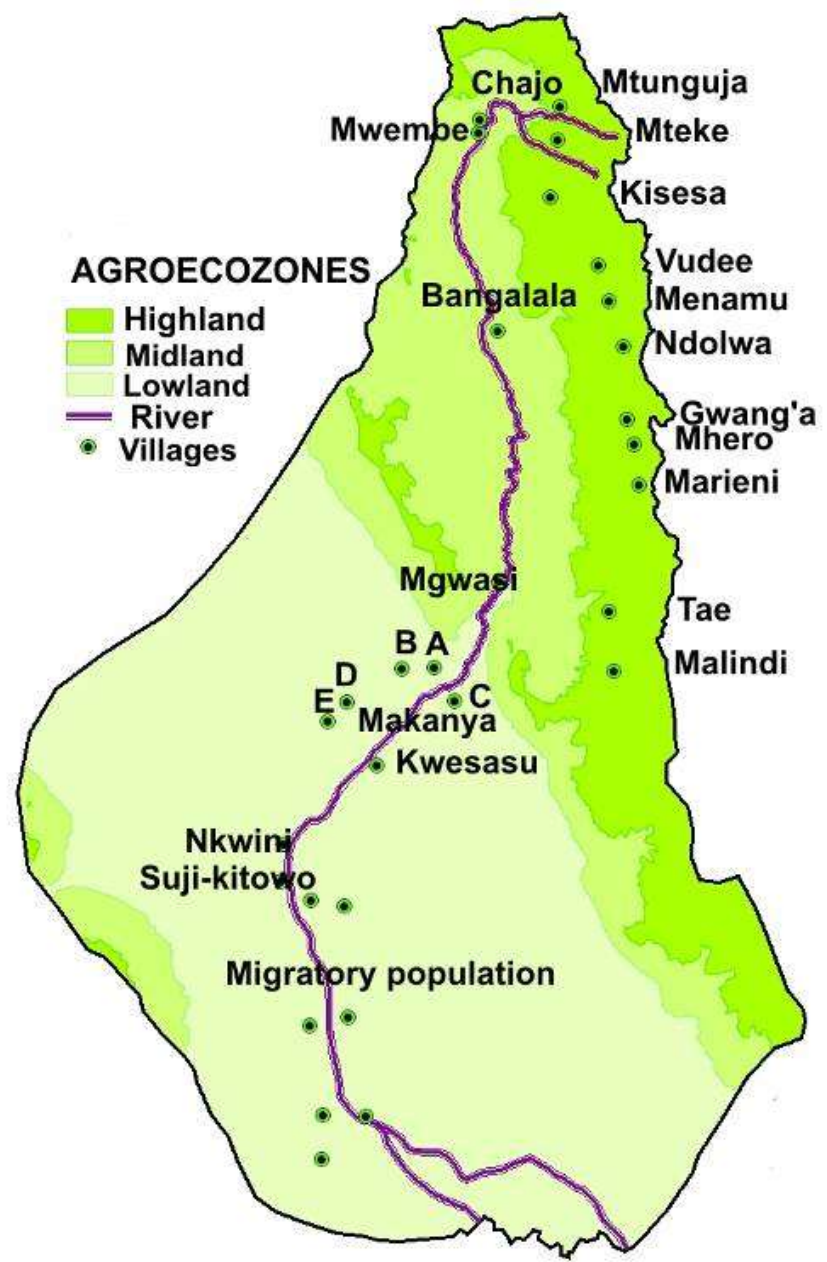 Chajo
Mtunguja
Mwembe
Mteke
Kisesa
AGROECOZONES
Highland
Midland
Lowland
River
Villages
Vudee
Bangalala
Menamu
Ndolwa
Gwang'a
Mhero
Marieni
Mgwasi
Tae
B A
D
Malindi
E
C
Makanya
Kwesasu
Nkwini
Suji-kitowo
Migratory population